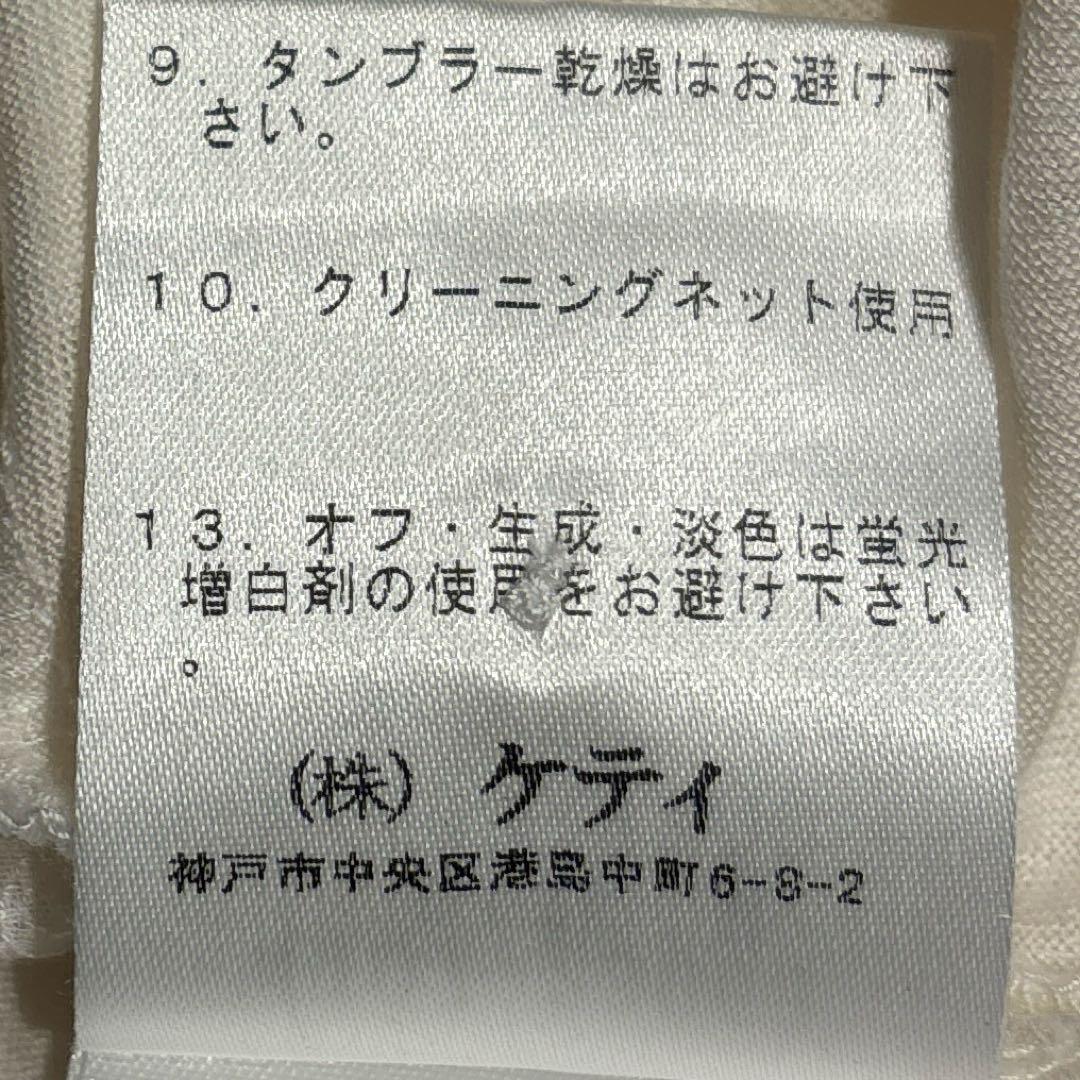 9. タンブラー乾燥はお避け下
さい。
10. クリーニングネット使用
13. オフ・生成・淡色は蛍光
増白剤の使用をお避け下さい
。
(株) ケティ
神戸市中央区港島中町6-8-2